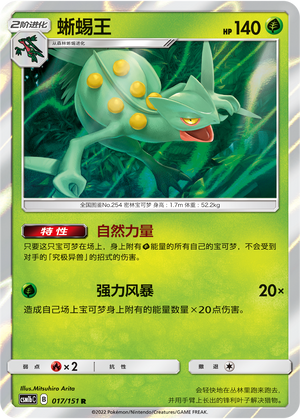 2阶进化 蜥蜴王 HP 140
从森林蜥蜴进化
全国图鉴No.254 密林宝可梦 身高：1.7m 体重：52.2kg
特性 自然力量
只要这只宝可梦在场上，身上附有能量的所有自己的宝可梦，不会受到
对手的「究极异兽」的招式的伤害。
强力风暴 20×
造成自己场上宝可梦身上附有的能量数量×20点伤害。
弱点 ×2 抗性 撤退
Illus.Mitsuhiro Arita
会轻快地在丛林里跑来跑去，
并用手臂上长出的锋利叶子解决猎物。
csm1b C B 017/151 R
©2022 Pokémon/Nintendo/Creatures/GAME FREAK.